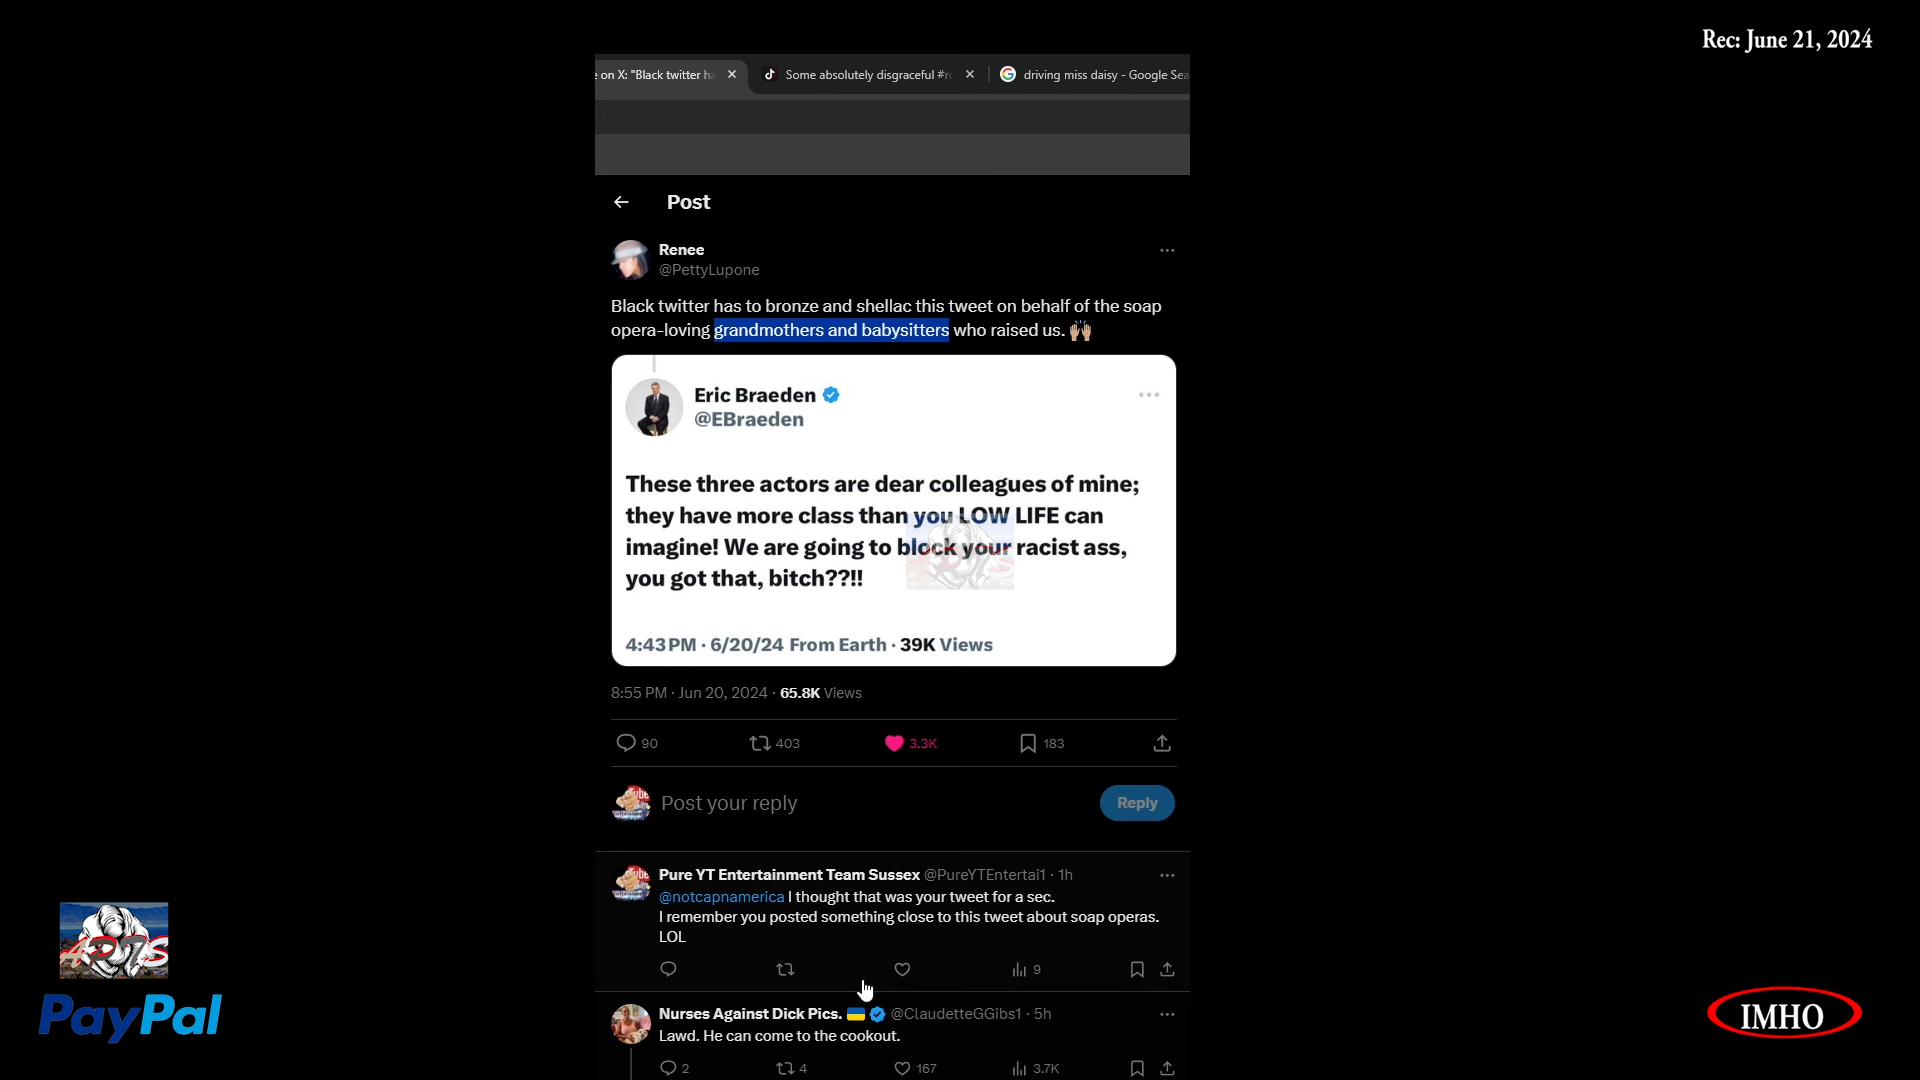 Rec: June 21, 2024
e on X: "Black twitter ha
Some absolutely disgraceful #ro
driving miss daisy - Google Sea
Post
Renee
@PettyLupone
Black twitter has to bronze and shellac this tweet on behalf of the soap
opera-loving grandmothers and babysitters who raised us. 🙌🏼
Eric Braeden
@EBraeden
These three actors are dear colleagues of mine;
they have more class than you LOW LIFE can
imagine! We are going to block your racist ass,
you got that, bitch??!!
4:43 PM · 6/20/24 From Earth · 39K Views
8:55 PM · Jun 20, 2024 · 65.8K Views
90 403 3.3K 183
Post your reply
Reply
Pure YT Entertainment Team Sussex @PureYTEntertai1 · 1h
@notcapnamerica I thought that was your tweet for a sec.
I remember you posted something close to this tweet about soap operas.
LOL
9
Nurses Against Dick Pics. 🇺🇦 @ClaudetteGGibs1 · 5h
Lawd. He can come to the cookout.
2 4 167 3.7K
PayPal
IMHO